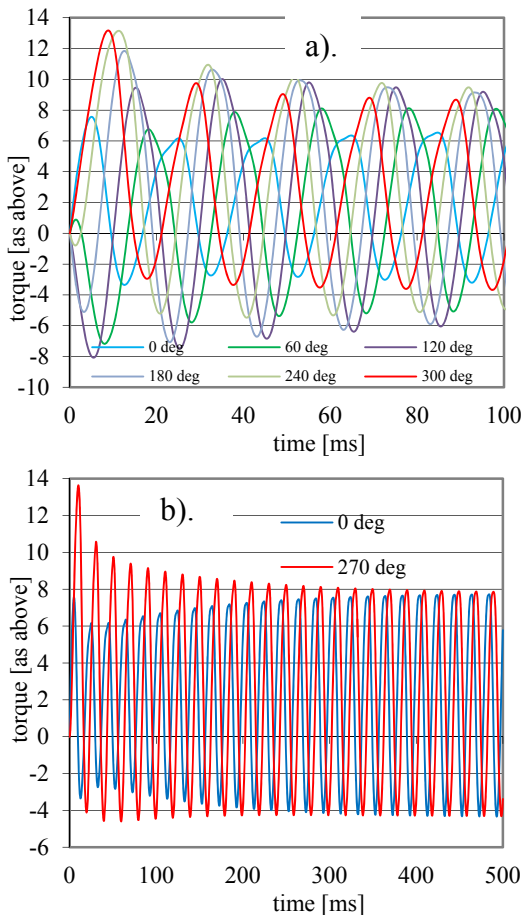 14
12
10
8
6
4
2
0
-2
-4
-6
-8
-10
torque [as above]
a).
0 deg 60 deg 120 deg
180 deg 240 deg 300 deg
0 20 40 60 80 100
time [ms]
14
12
10
8
6
4
2
0
-2
-4
-6
torque [as above]
b).
0 deg
270 deg
0 100 200 300 400 500
time [ms]